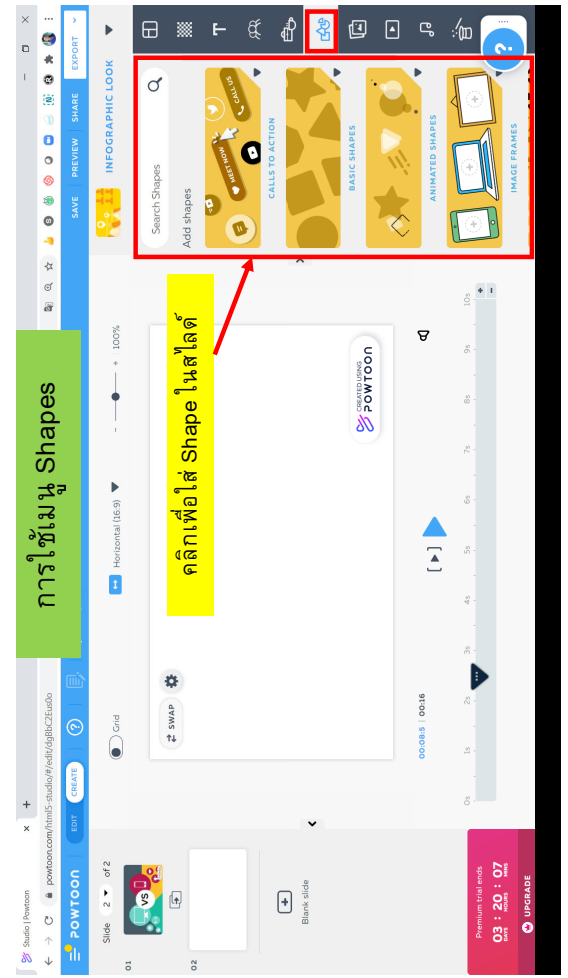 Studio | Powtoon
powtoon.com/html5-studio/#/edit/dgBbC2Eus0o
การใช้เมนู Shapes
POWTOON
EDIT
CREATE
SAVE
PREVIEW
SHARE
EXPORT
Slide 2 of 2
Grid
Horizontal (16:9)
100%
INFOGRAPHIC LOOK
01
VS
02
Blank slide
SWAP
คลิกเพื่อใส่ Shape ในสไลด์
CREATED USING
POWTOON
Search Shapes
Add shapes
MEET NOW
CALL US
CALLS TO ACTION
BASIC SHAPES
ANIMATED SHAPES
IMAGE FRAMES
00:08:5 | 00:16
0s 1s 2s 3s 4s 5s 6s 7s 8s 9s 10s
Premium trial ends
03 : 20 : 07
DAYS HOURS MINS
UPGRADE